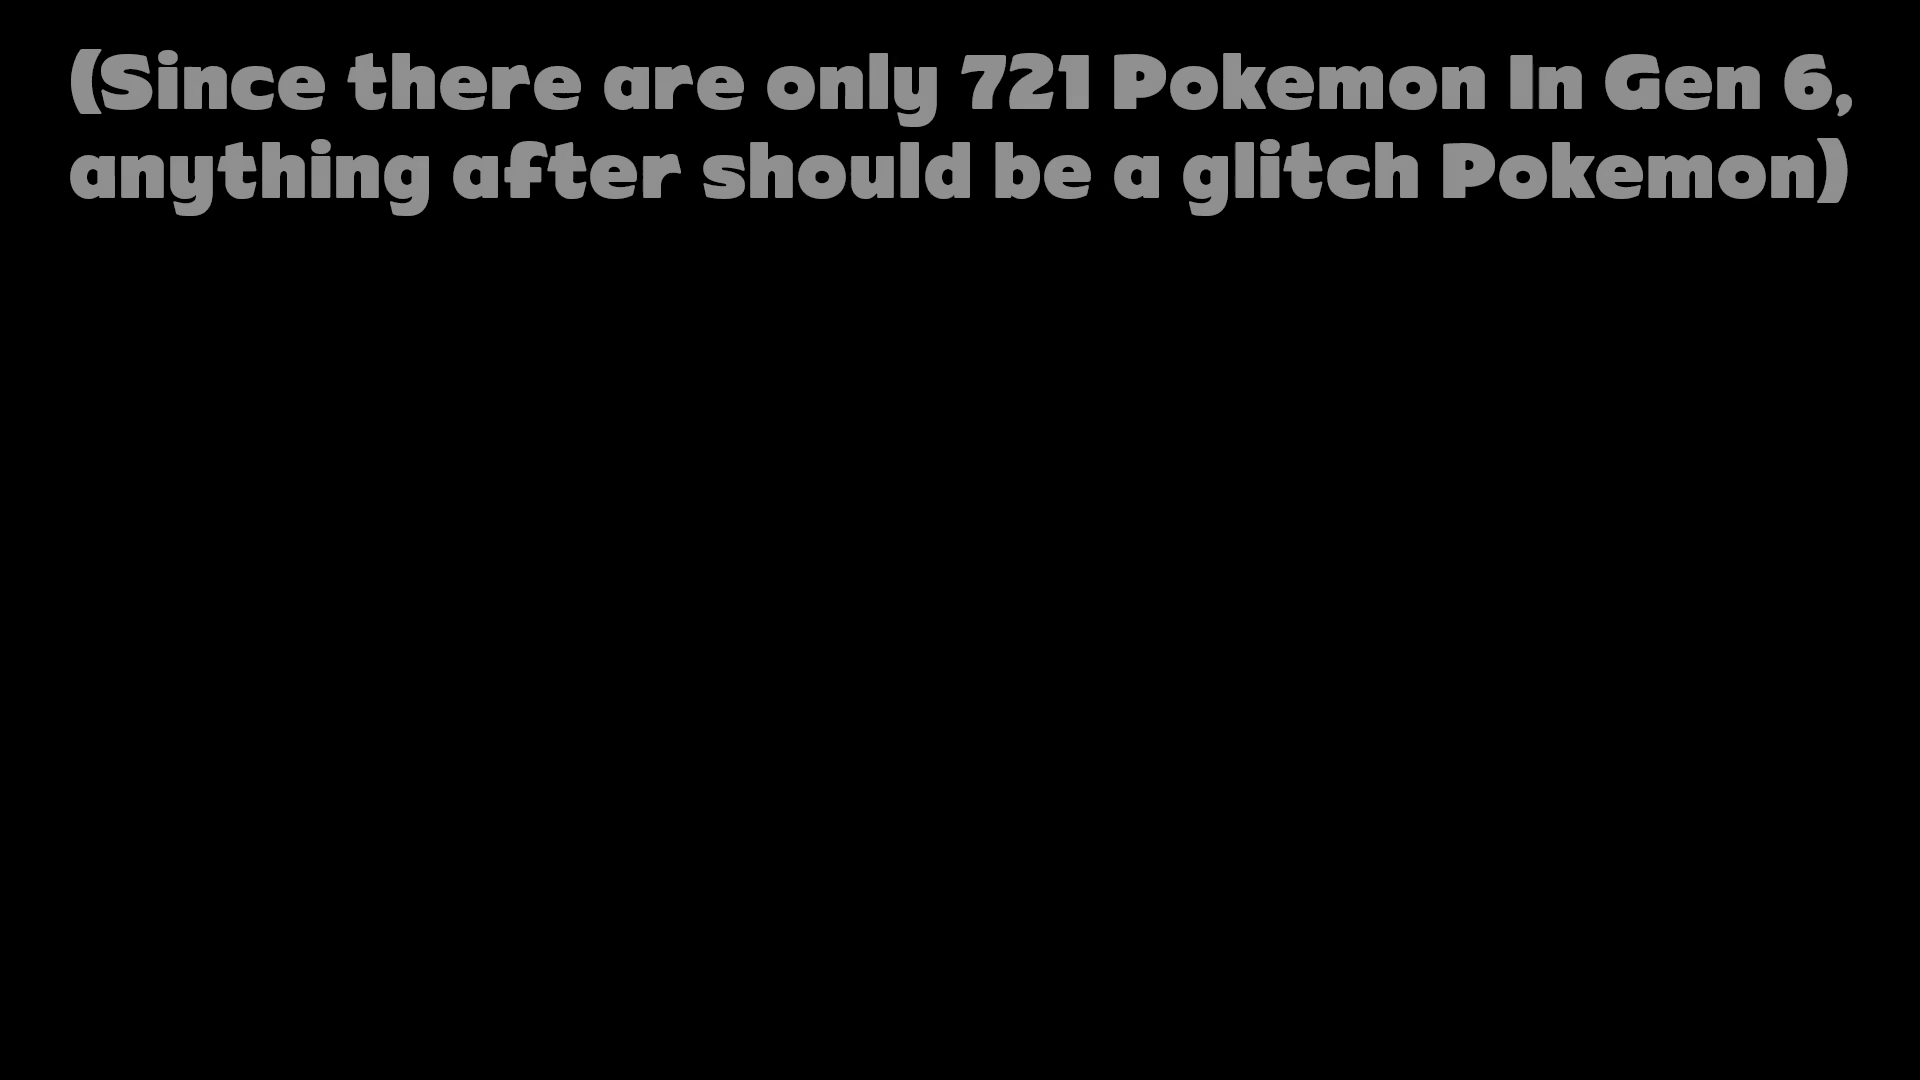 (Since there are only 721 Pokemon In Gen 6,
anything after should be a glitch Pokemon)